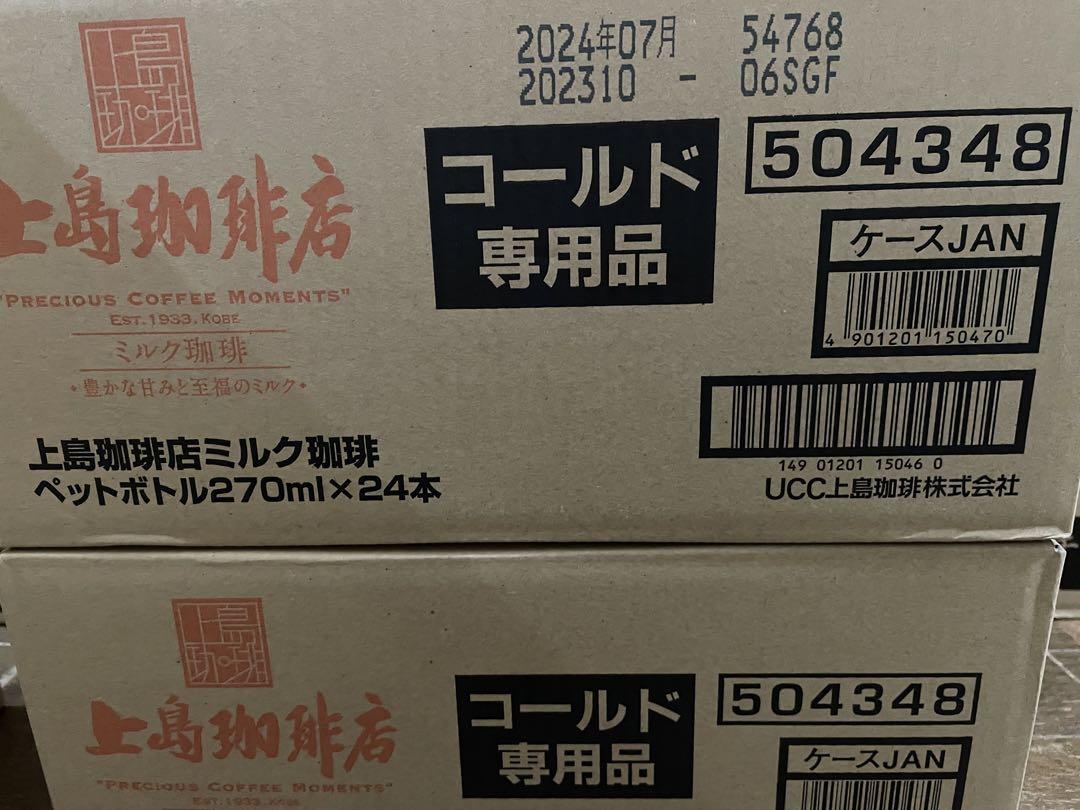 上島
珈琲
上島珈琲店
"PRECIOUS COFFEE MOMENTS"
EST.1933.KOBE
ミルク珈琲
・豊かな甘みと至福のミルク・
上島珈琲店ミルク珈琲
ペットボトル270ml×24本
2024年07月 54768
202310 - 06SGF
コールド
専用品
504348
ケースJAN
4 901201 150470
149 01201 15046 0
UCC上島珈琲株式会社
上島
珈琲
上島珈琲店
"PRECIOUS COFFEE MOMENTS"
EST.1933.KOBE
コールド
専用品
504348
ケースJAN